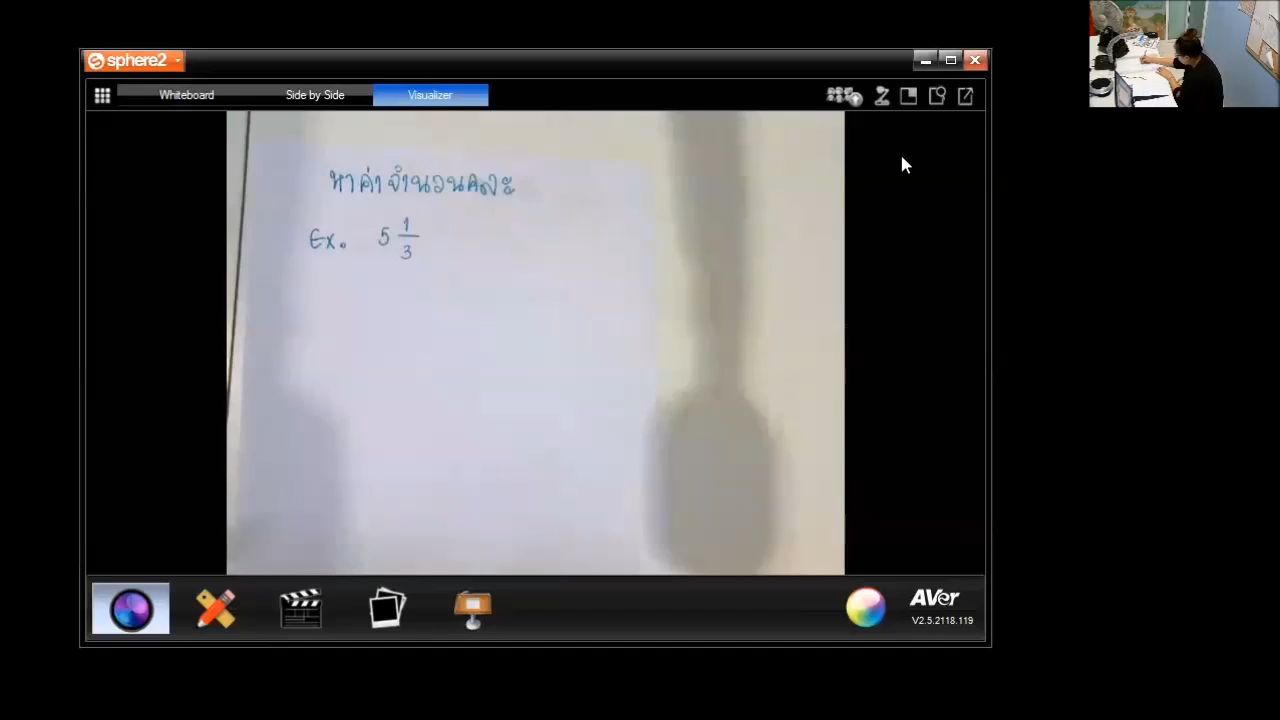 sphere2
Whiteboard
Side by Side
Visualizer
หาค่าจำนวนคละ
Ex. 5 1/3
AVer
V2.5.2118.119